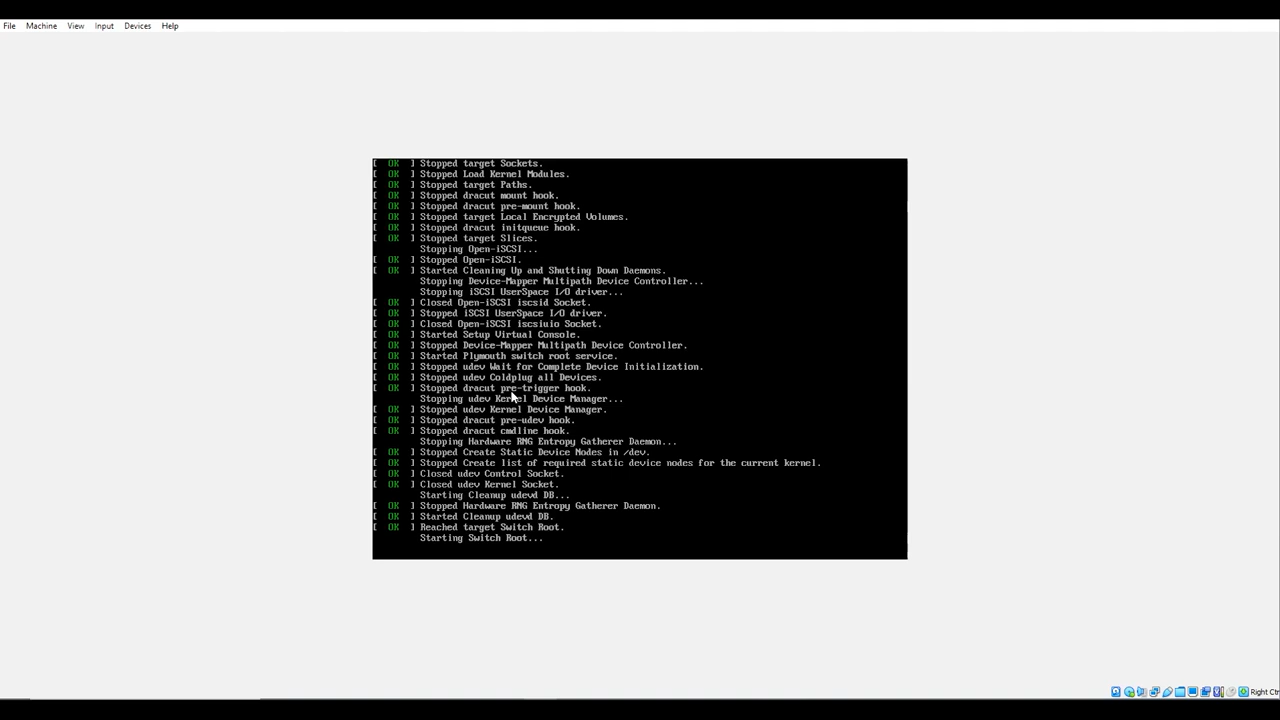 File Machine View Input Devices Help
[ OK ] Stopped target Sockets.
[ OK ] Stopped Load Kernel Modules.
[ OK ] Stopped target Paths.
[ OK ] Stopped dracut mount hook.
[ OK ] Stopped dracut pre-mount hook.
[ OK ] Stopped target Local Encrypted Volumes.
[ OK ] Stopped dracut initqueue hook.
[ OK ] Stopped target Slices.
Stopping Open-iSCSI...
[ OK ] Stopped Open-iSCSI.
[ OK ] Started Cleaning Up and Shutting Down Daemons.
Stopping Device-Mapper Multipath Device Controller...
Stopping iSCSI UserSpace I/O driver...
[ OK ] Closed Open-iSCSI iscsid Socket.
[ OK ] Stopped iSCSI UserSpace I/O driver.
[ OK ] Closed Open-iSCSI iscsiuio Socket.
[ OK ] Started Setup Virtual Console.
[ OK ] Stopped Device-Mapper Multipath Device Controller.
[ OK ] Started Plymouth switch root service.
[ OK ] Stopped udev Wait for Complete Device Initialization.
[ OK ] Stopped udev Coldplug all Devices.
[ OK ] Stopped dracut pre-trigger hook.
Stopping udev Kernel Device Manager...
[ OK ] Stopped udev Kernel Device Manager.
[ OK ] Stopped dracut pre-udev hook.
[ OK ] Stopped dracut cmdline hook.
Stopping Hardware RNG Entropy Gatherer Daemon...
[ OK ] Stopped Create Static Device Nodes in /dev.
[ OK ] Stopped Create list of required static device nodes for the current kernel.
[ OK ] Closed udev Control Socket.
[ OK ] Closed udev Kernel Socket.
Starting Cleanup udevd DB...
[ OK ] Stopped Hardware RNG Entropy Gatherer Daemon.
[ OK ] Started Cleanup udevd DB.
[ OK ] Reached target Switch Root.
Starting Switch Root...
Right Ctr